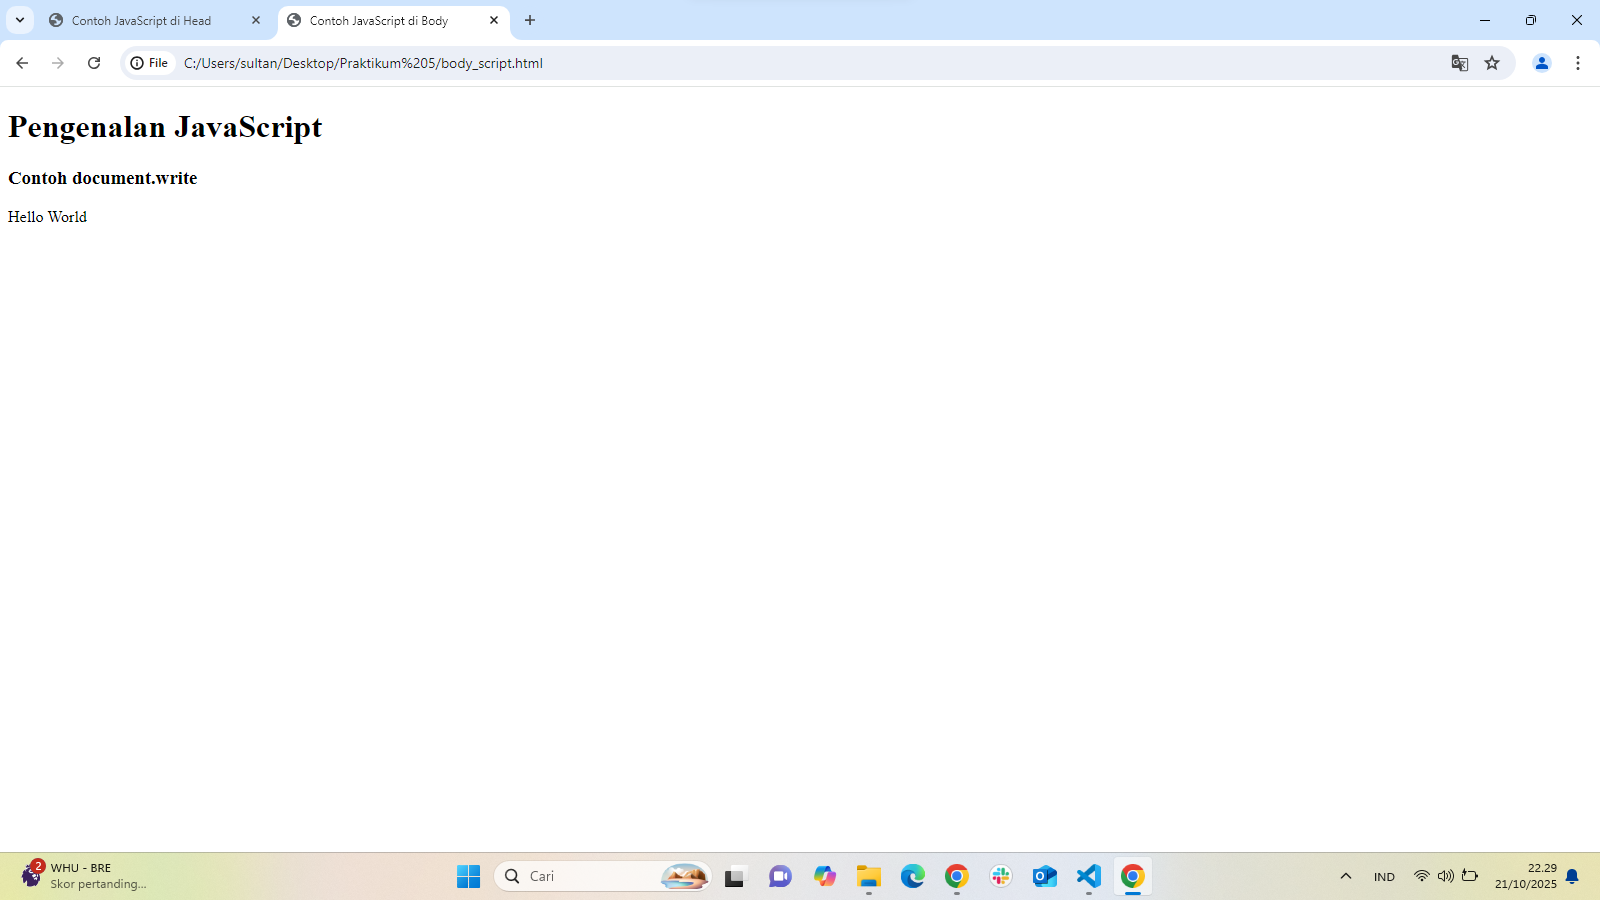 Contoh JavaScript di Head
Contoh JavaScript di Body
File
C:/Users/sultan/Desktop/Praktikum%205/body_script.html
Pengenalan JavaScript
Contoh document.write
Hello World
2
WHU - BRE
Skor pertanding...
Cari
IND
22.29
21/10/2025